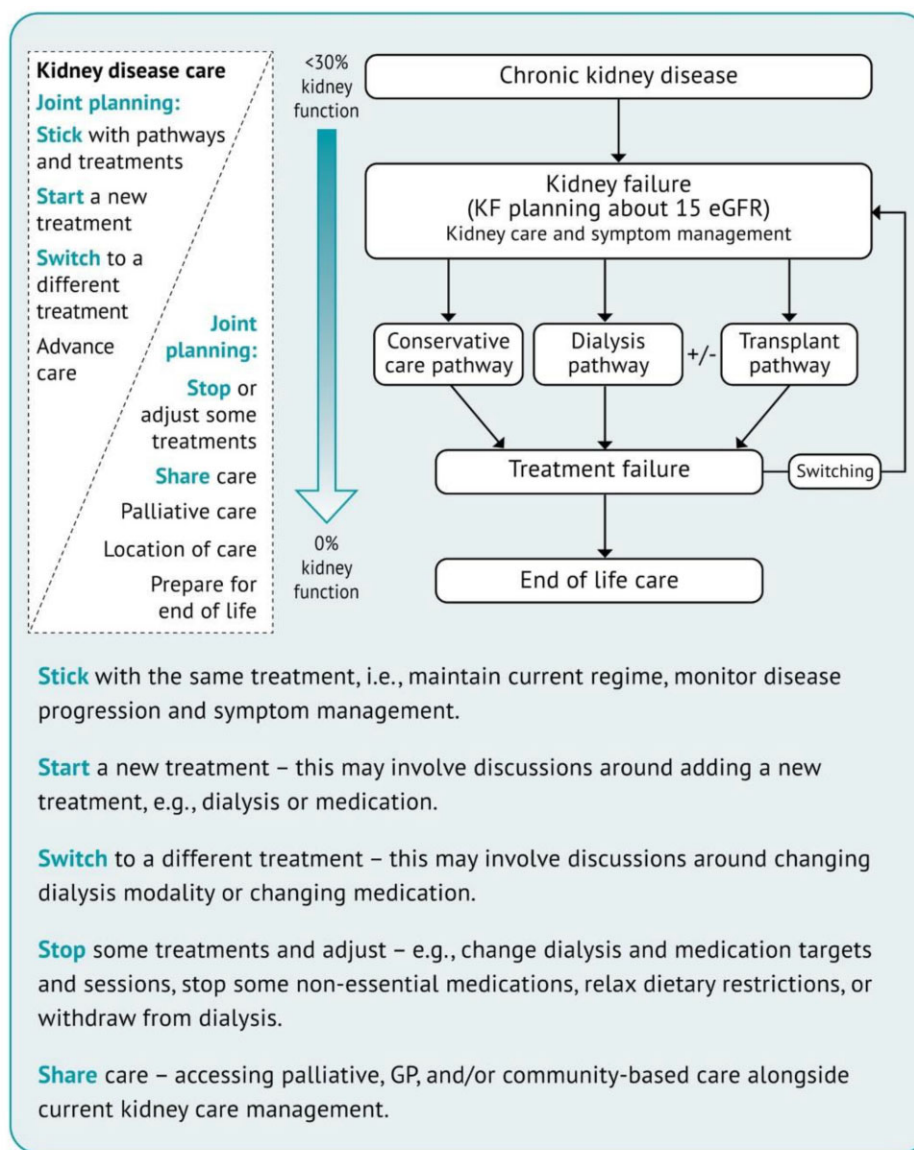 Kidney disease care
Joint planning:
Stick with pathways
and treatments
Start a new
treatment
Switch to a
different
treatment
Advance
care
Joint
planning:
Stop or
adjust some
treatments
Share care
Palliative care
Location of care
Prepare for
end of life
<30%
kidney
function
0%
kidney
function
Chronic kidney disease
Kidney failure
(KF planning about 15 eGFR)
Kidney care and symptom management
Conservative
care pathway
Dialysis
pathway
+/-
Transplant
pathway
Treatment failure
Switching
End of life care
Stick with the same treatment, i.e., maintain current regime, monitor disease
progression and symptom management.
Start a new treatment – this may involve discussions around adding a new
treatment, e.g., dialysis or medication.
Switch to a different treatment – this may involve discussions around changing
dialysis modality or changing medication.
Stop some treatments and adjust – e.g., change dialysis and medication targets
and sessions, stop some non-essential medications, relax dietary restrictions, or
withdraw from dialysis.
Share care – accessing palliative, GP, and/or community-based care alongside
current kidney care management.